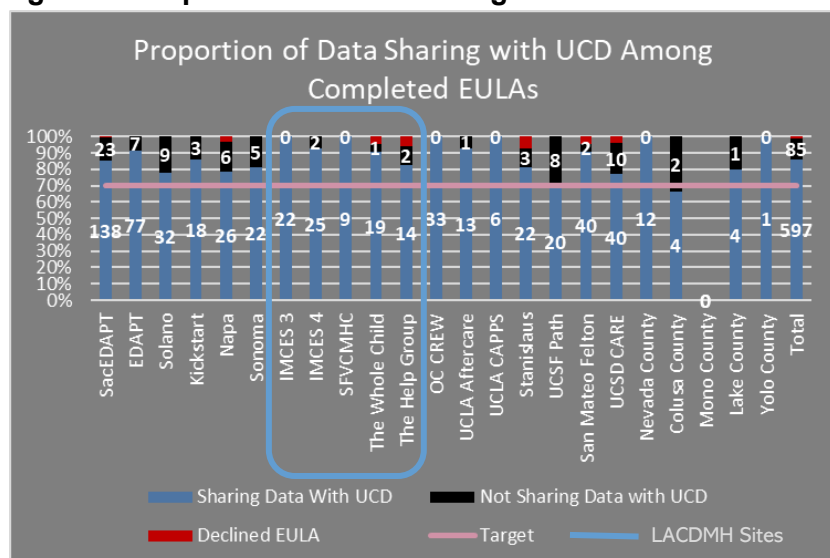 Proportion of Data Sharing with UCD Among
Completed EULAs
100%
90%
80%
70%
60%
50%
40%
30%
20%
10%
0%
23 7 9 3 6 5 0 2 0 1 2 0 1 0 3 8 2 10 0 2 1 0 85
138 77 32 18 26 22 22 25 9 19 14 33 13 6 22 20 40 40 12 4 0 4 1 597
SacEDAPT
EDAPT
Solano
Kickstart
Napa
Sonoma
IMCES 3
IMCES 4
SFVCMHC
The Whole Child
The Help Group
OC CREW
UCLA Aftercare
UCLA CAPPS
Stanislaus
UCSF Path
San Mateo Felton
UCSD CARE
Nevada County
Colusa County
Mono County
Lake County
Yolo County
Total
Sharing Data With UCD
Not Sharing Data with UCD
Declined EULA
Target
LACDMH Sites